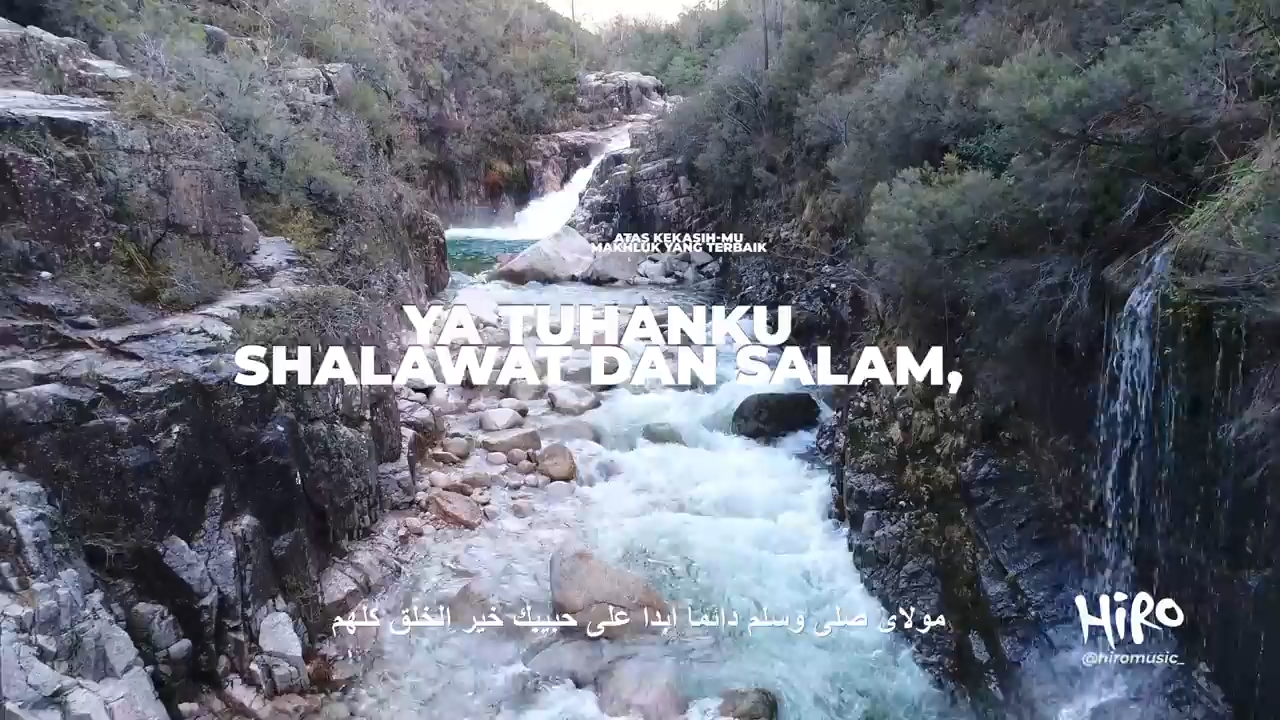 ATAS KEKASIH-MU
MAKHLUK YANG TERBAIK
YA TUHANKU
SHALAWAT DAN SALAM,
مولاى صلى وسلم دائما ابدا على حبيبك خير الخلق كلهم
HiRO
@hiromusic_